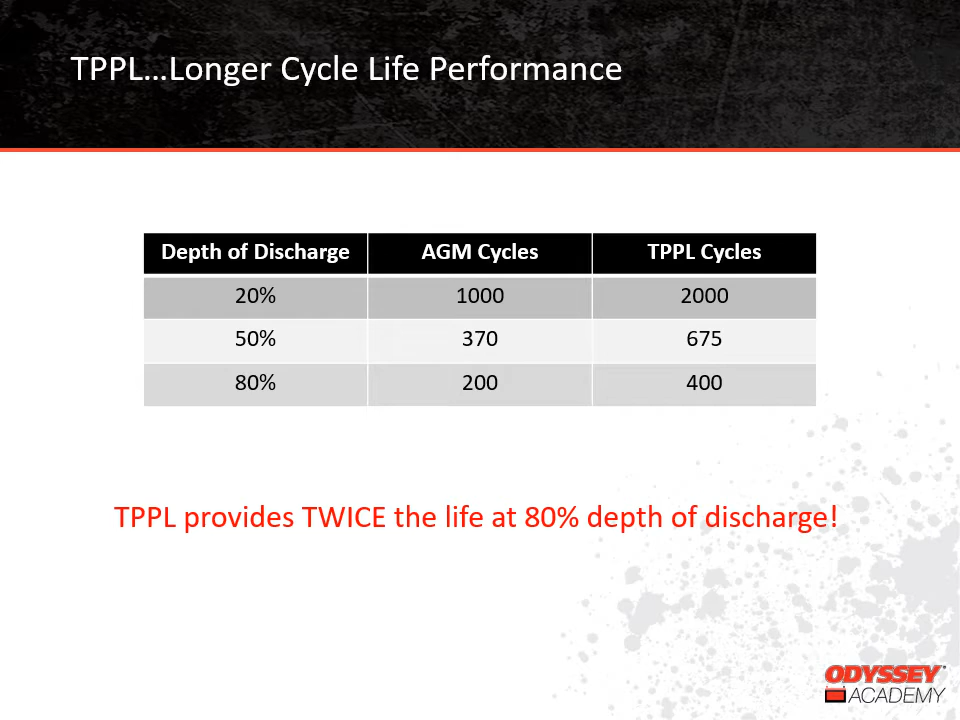 TPPL...Longer Cycle Life Performance
Depth of Discharge AGM Cycles TPPL Cycles
20% 1000 2000
50% 370 675
80% 200 400
TPPL provides TWICE the life at 80% depth of discharge!
ODYSSEY
ACADEMY